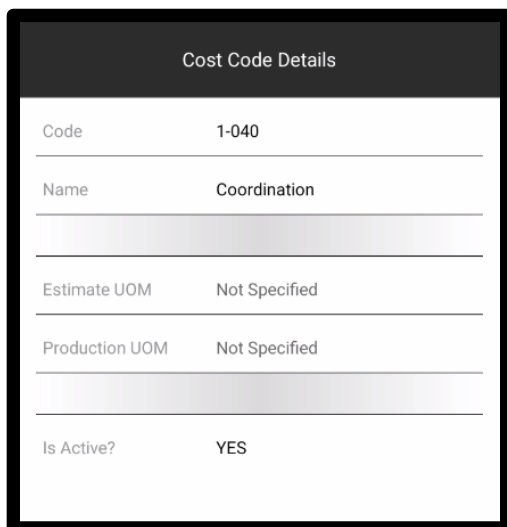 Cost Code Details
Code 1-040
Name Coordination
Estimate UOM Not Specified
Production UOM Not Specified
Is Active? YES